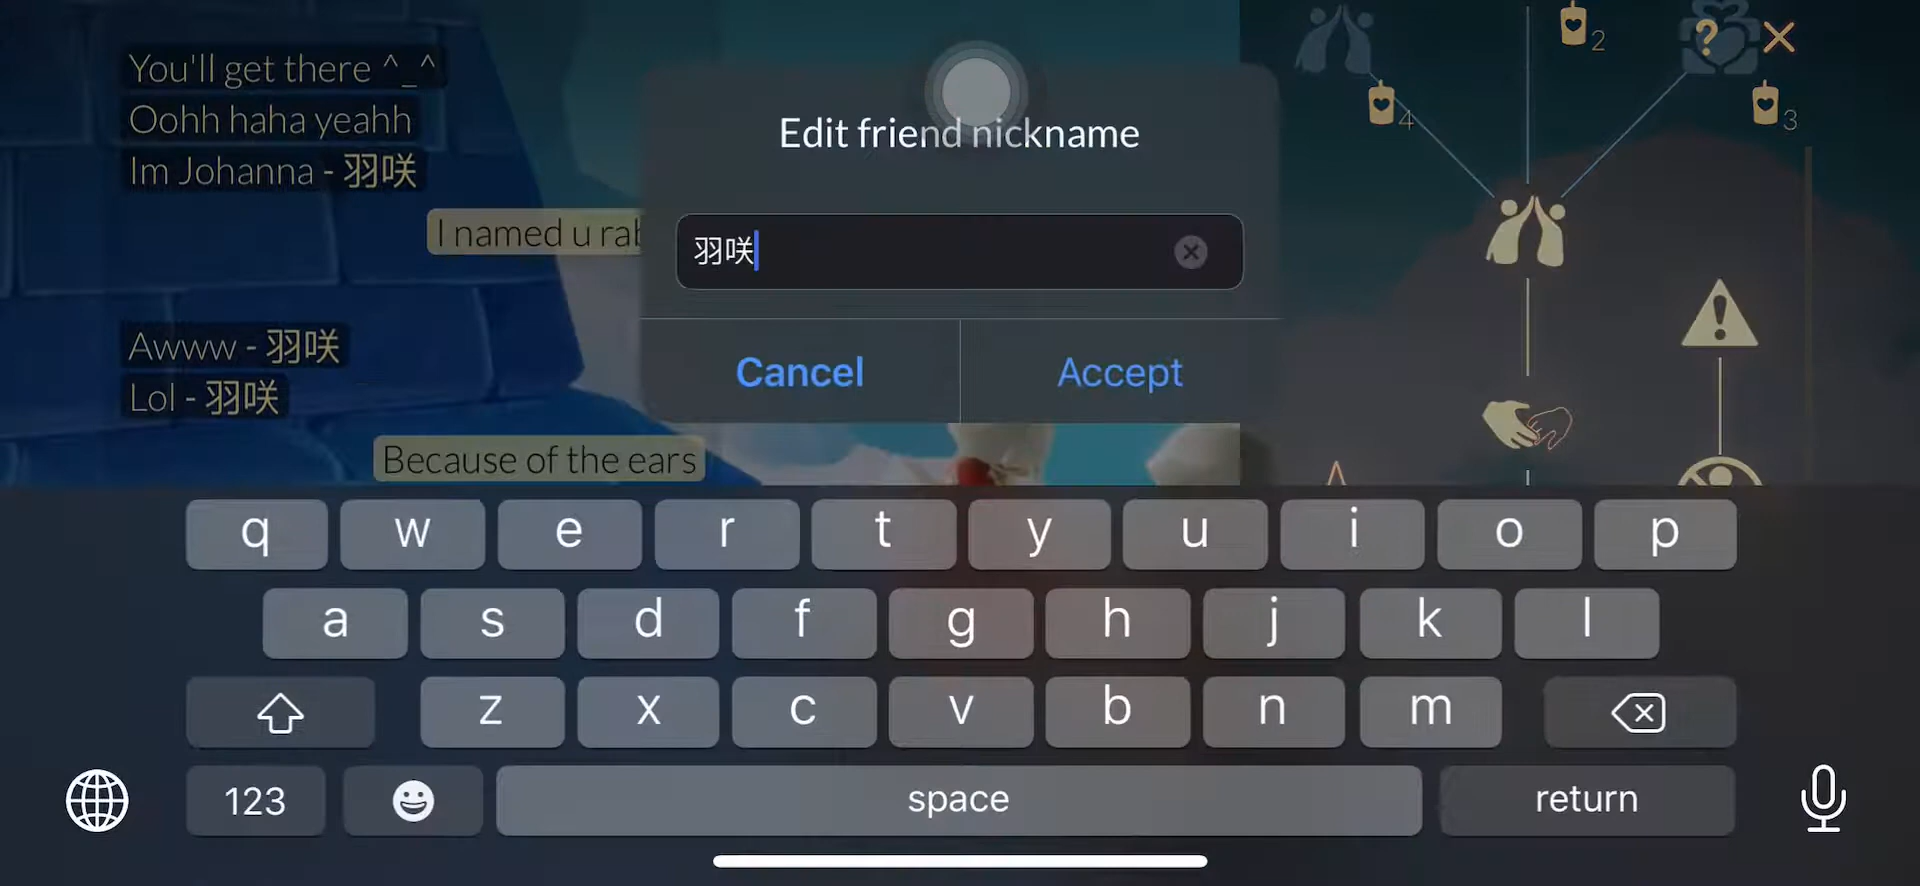 You'll get there ^_^
Oohh haha yeahh
Im Johanna - 羽咲
I named u rab
Awww - 羽咲
Lol - 羽咲
Because of the ears
Edit friend nickname
羽咲
Cancel
Accept
2
?
4
3
q w e r t y u i o p
a s d f g h j k l
z x c v b n m
123
space
return